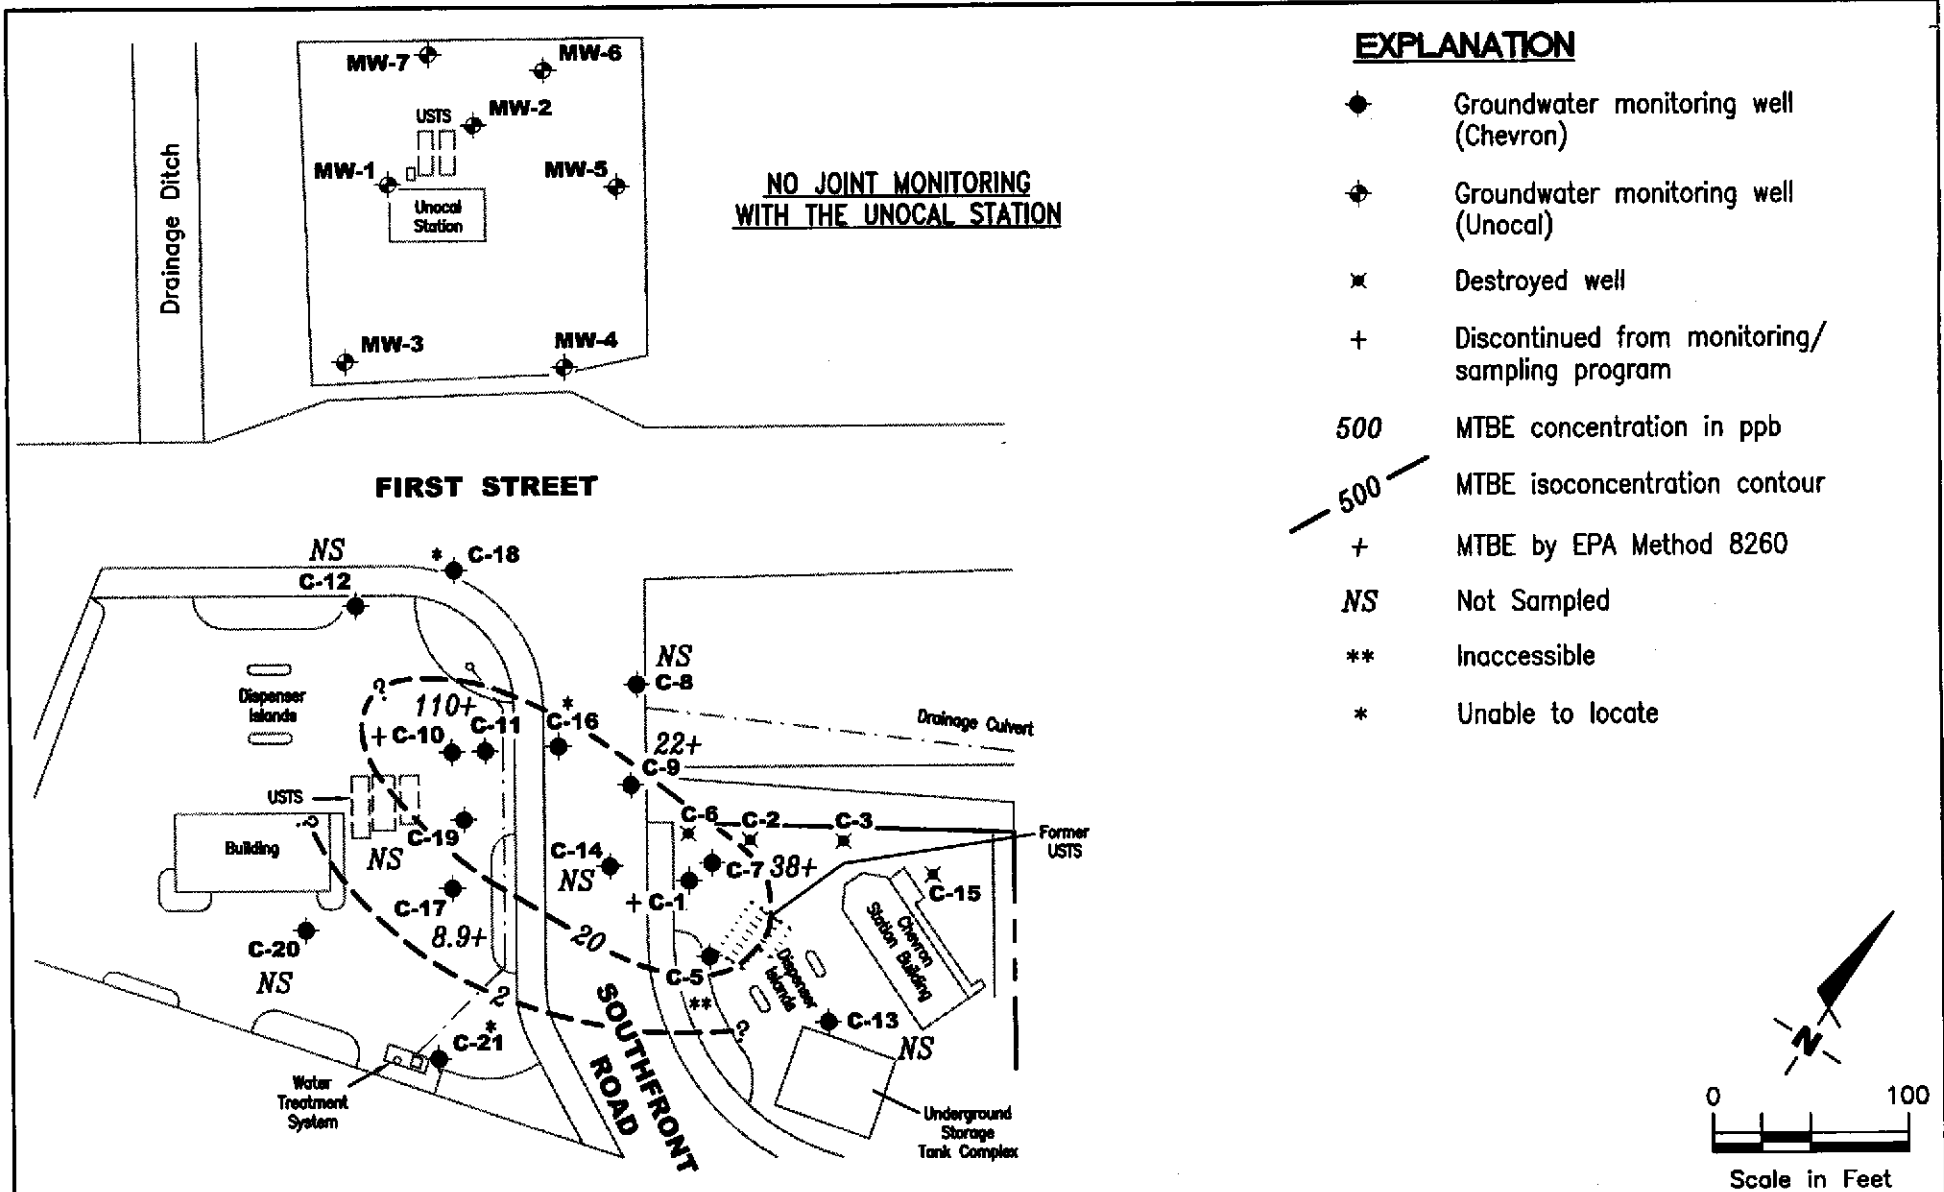 MW-7
MW-6
USTS
MW-2
MW-1
MW-5
Unocal
Station
Drainage Ditch
MW-3
MW-4
NO JOINT MONITORING
WITH THE UNOCAL STATION
FIRST STREET
NS
C-12
* C-18
NS
C-8
Dispenser
Islands
?
110+
+ C-10
C-11
*
C-16
22+
C-9
Drainage Culvert
USTS
C-6
C-2
C-3
Former
USTS
?
Building
C-19
NS
C-14
NS
C-7
38+
+ C-1
C-15
C-17
8.9+
20
C-20
NS
C-5
**
Dispenser
Islands
Chevron
Station Building
2
?
C-13
NS
*
C-21
SOUTHFRONT
ROAD
Water
Treatment
System
Underground
Storage
Tank Complex
EXPLANATION
Groundwater monitoring well
(Chevron)
Groundwater monitoring well
(Unocal)
Destroyed well
+ Discontinued from monitoring/
sampling program
500 MTBE concentration in ppb
500 MTBE isoconcentration contour
+ MTBE by EPA Method 8260
NS Not Sampled
** Inaccessible
* Unable to locate
N
0 100
Scale in Feet